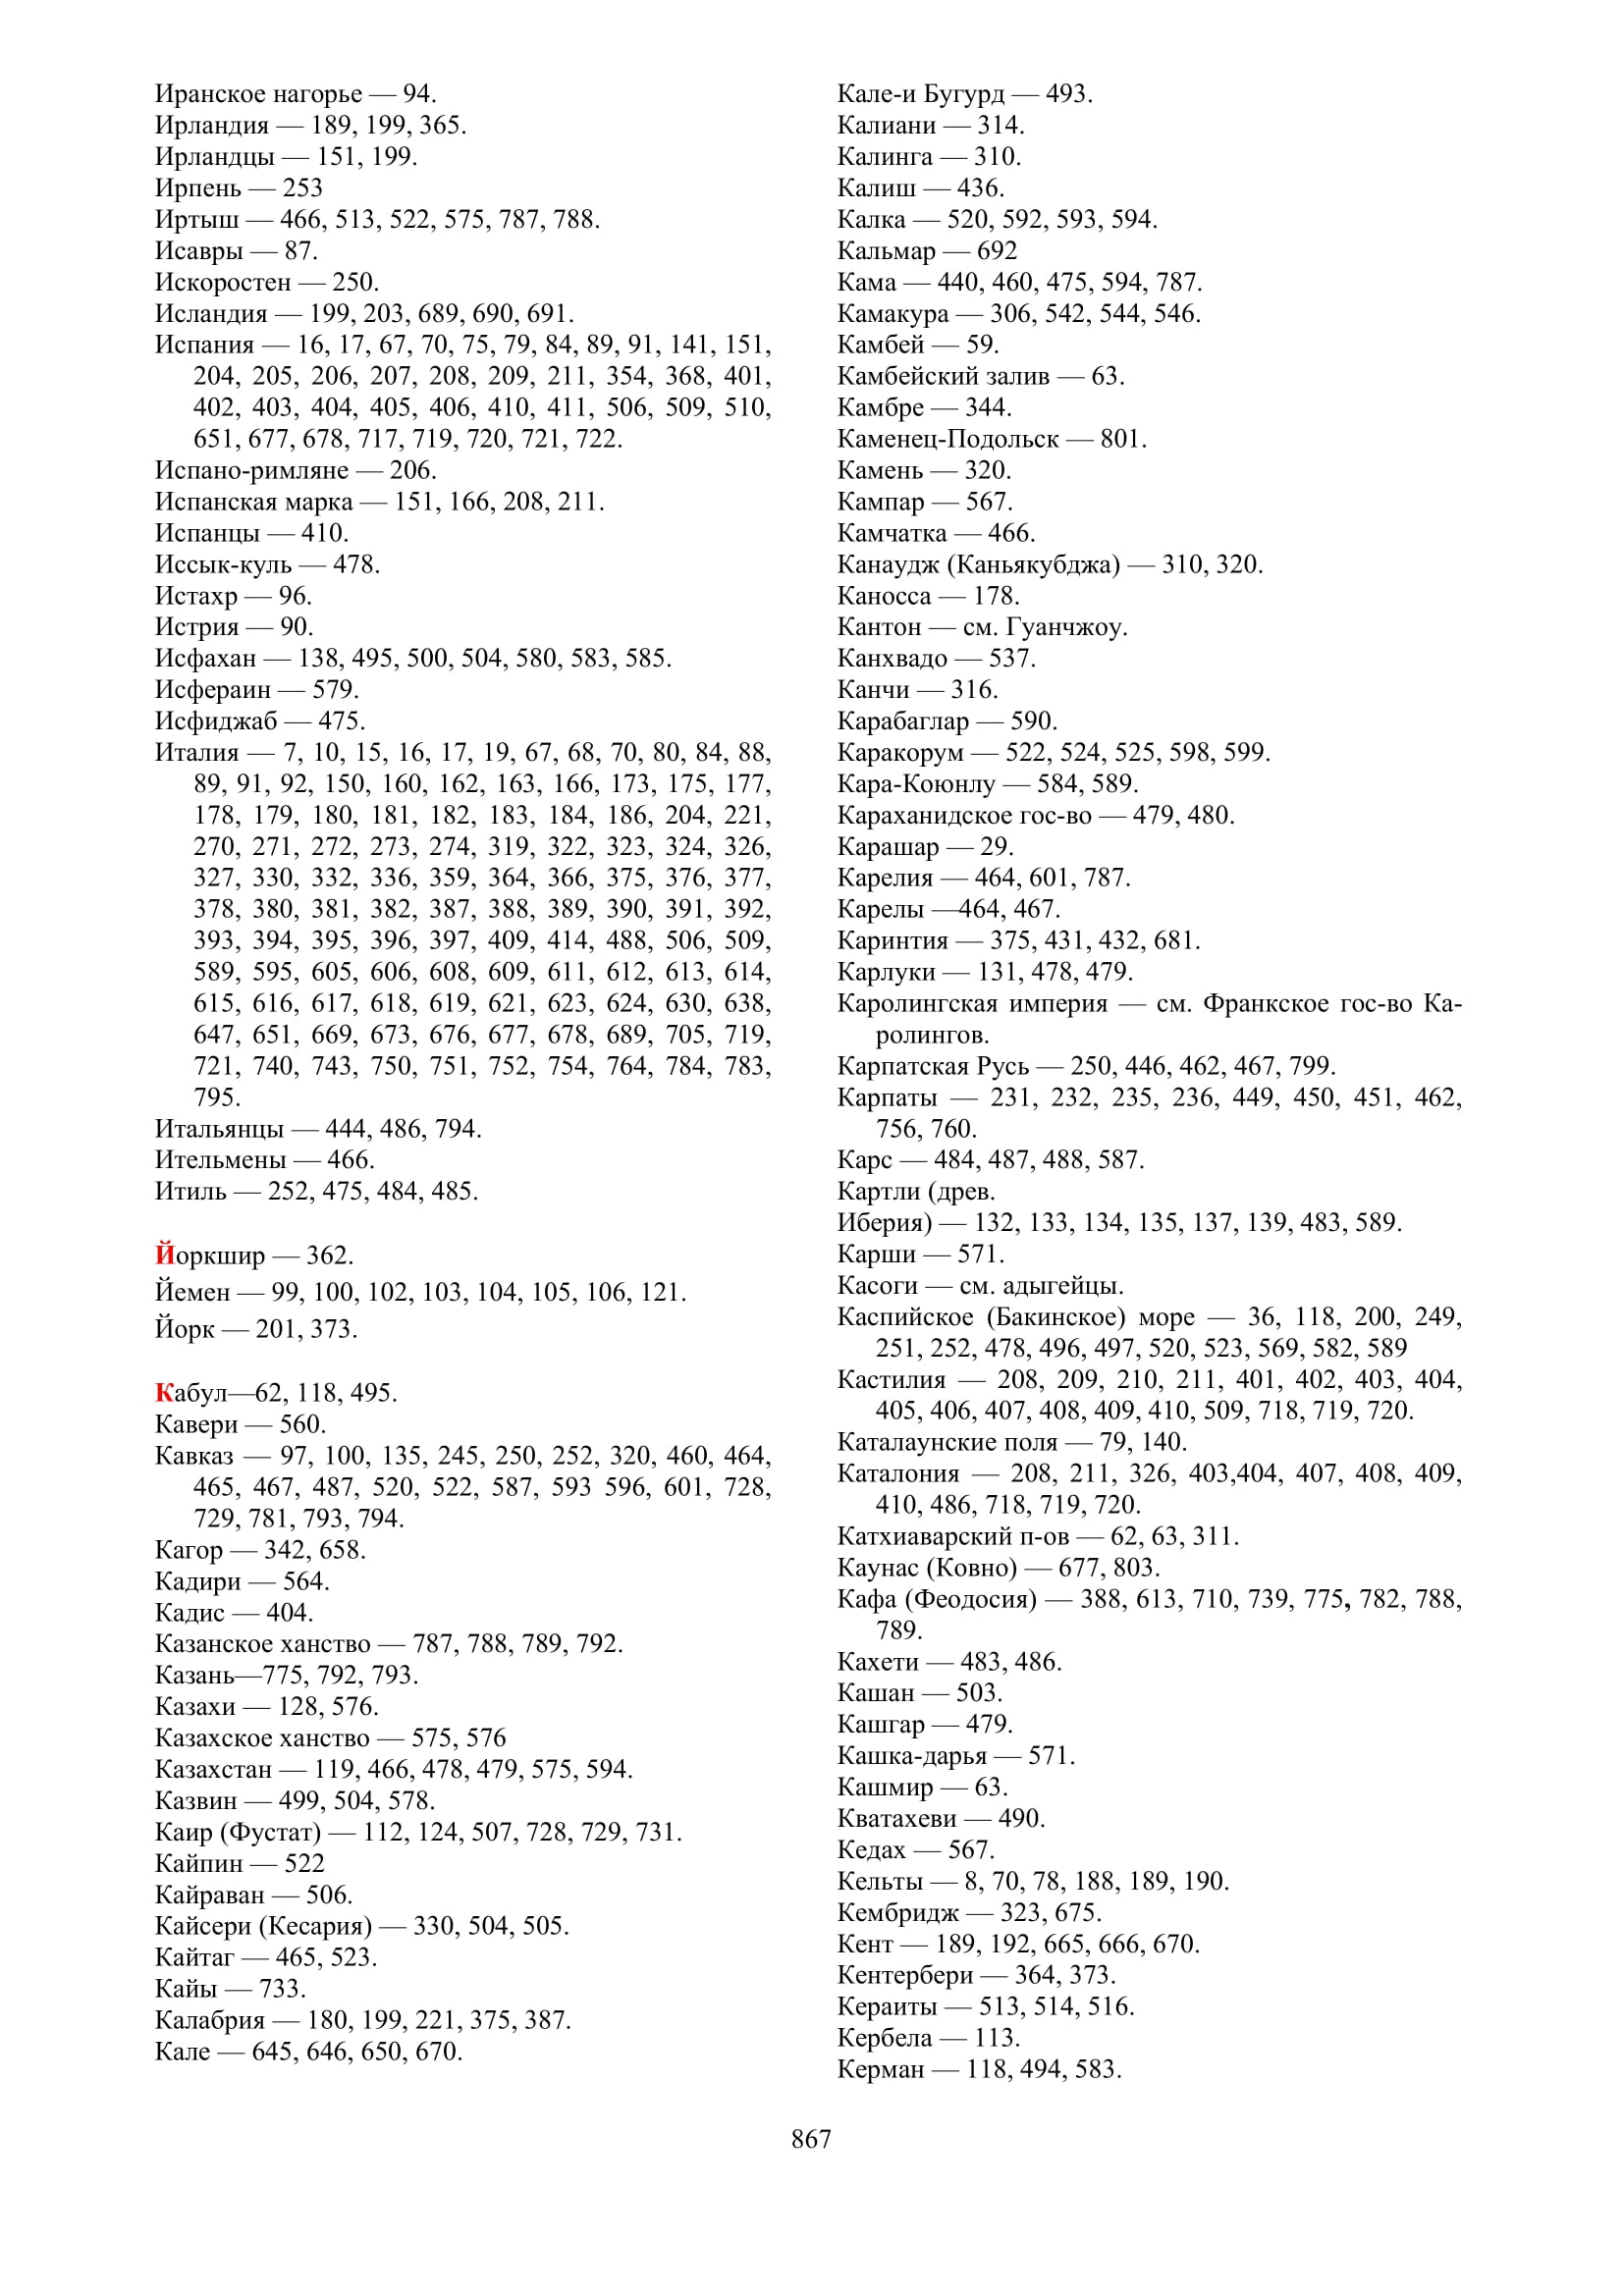 Иранское нагорье — 94.
Ирландия — 189, 199, 365.
Ирландцы — 151, 199.
Ирпень — 253
Иртыш — 466, 513, 522, 575, 787, 788.
Исавры — 87.
Искоростен — 250.
Исландия — 199, 203, 689, 690, 691.
Испания — 16, 17, 67, 70, 75, 79, 84, 89, 91, 141, 151,
204, 205, 206, 207, 208, 209, 211, 354, 368, 401,
402, 403, 404, 405, 406, 410, 411, 506, 509, 510,
651, 677, 678, 717, 719, 720, 721, 722.
Испано-римляне — 206.
Испанская марка — 151, 166, 208, 211.
Испанцы — 410.
Иссык-куль — 478.
Истахр — 96.
Истрия — 90.
Исфахан — 138, 495, 500, 504, 580, 583, 585.
Исфераин — 579.
Исфиджаб — 475.
Италия — 7, 10, 15, 16, 17, 19, 67, 68, 70, 80, 84, 88,
89, 91, 92, 150, 160, 162, 163, 166, 173, 175, 177,
178, 179, 180, 181, 182, 183, 184, 186, 204, 221,
270, 271, 272, 273, 274, 319, 322, 323, 324, 326,
327, 330, 332, 336, 359, 364, 366, 375, 376, 377,
378, 380, 381, 382, 387, 388, 389, 390, 391, 392,
393, 394, 395, 396, 397, 409, 414, 488, 506, 509,
589, 595, 605, 606, 608, 609, 611, 612, 613, 614,
615, 616, 617, 618, 619, 621, 623, 624, 630, 638,
647, 651, 669, 673, 676, 677, 678, 689, 705, 719,
721, 740, 743, 750, 751, 752, 754, 764, 784, 783,
795.
Итальянцы — 444, 486, 794.
Ительмены — 466.
Итиль — 252, 475, 484, 485.
Йоркшир — 362.
Йемен — 99, 100, 102, 103, 104, 105, 106, 121.
Йорк — 201, 373.
Кабул—62, 118, 495.
Кавери — 560.
Кавказ — 97, 100, 135, 245, 250, 252, 320, 460, 464,
465, 467, 487, 520, 522, 587, 593 596, 601, 728,
729, 781, 793, 794.
Кагор — 342, 658.
Кадири — 564.
Кадис — 404.
Казанское ханство — 787, 788, 789, 792.
Казань—775, 792, 793.
Казахи — 128, 576.
Казахское ханство — 575, 576
Казахстан — 119, 466, 478, 479, 575, 594.
Казвин — 499, 504, 578.
Каир (Фустат) — 112, 124, 507, 728, 729, 731.
Кайпин — 522
Кайраван — 506.
Кайсери (Кесария) — 330, 504, 505.
Кайтаг — 465, 523.
Кайы — 733.
Калабрия — 180, 199, 221, 375, 387.
Кале — 645, 646, 650, 670.
Кале-и Бугурд — 493.
Калиани — 314.
Калинга — 310.
Калиш — 436.
Калка — 520, 592, 593, 594.
Кальмар — 692
Кама — 440, 460, 475, 594, 787.
Камакура — 306, 542, 544, 546.
Камбей — 59.
Камбейский залив — 63.
Камбре — 344.
Каменец-Подольск — 801.
Камень — 320.
Кампар — 567.
Камчатка — 466.
Канаудж (Каньякубджа) — 310, 320.
Каносса — 178.
Кантон — см. Гуанчжоу.
Канхвадо — 537.
Канчи — 316.
Карабаглар — 590.
Каракорум — 522, 524, 525, 598, 599.
Кара-Коюнлу — 584, 589.
Караханидское гос-во — 479, 480.
Карашар — 29.
Карелия — 464, 601, 787.
Карелы —464, 467.
Каринтия — 375, 431, 432, 681.
Карлуки — 131, 478, 479.
Каролингская империя — см. Франкское гос-во Ка-
ролингов.
Карпатская Русь — 250, 446, 462, 467, 799.
Карпаты — 231, 232, 235, 236, 449, 450, 451, 462,
756, 760.
Карс — 484, 487, 488, 587.
Картли (древ.
Иберия) — 132, 133, 134, 135, 137, 139, 483, 589.
Карши — 571.
Касоги — см. адыгейцы.
Каспийское (Бакинское) море — 36, 118, 200, 249,
251, 252, 478, 496, 497, 520, 523, 569, 582, 589
Кастилия — 208, 209, 210, 211, 401, 402, 403, 404,
405, 406, 407, 408, 409, 410, 509, 718, 719, 720.
Каталаунские поля — 79, 140.
Каталония — 208, 211, 326, 403,404, 407, 408, 409,
410, 486, 718, 719, 720.
Катхиаварский п-ов — 62, 63, 311.
Каунас (Ковно) — 677, 803.
Кафа (Феодосия) — 388, 613, 710, 739, 775, 782, 788,
789.
Кахети — 483, 486.
Кашан — 503.
Кашгар — 479.
Кашка-дарья — 571.
Кашмир — 63.
Кватахеви — 490.
Кедах — 567.
Кельты — 8, 70, 78, 188, 189, 190.
Кембридж — 323, 675.
Кент — 189, 192, 665, 666, 670.
Кентербери — 364, 373.
Кераиты — 513, 514, 516.
Кербела — 113.
Керман — 118, 494, 583.
867